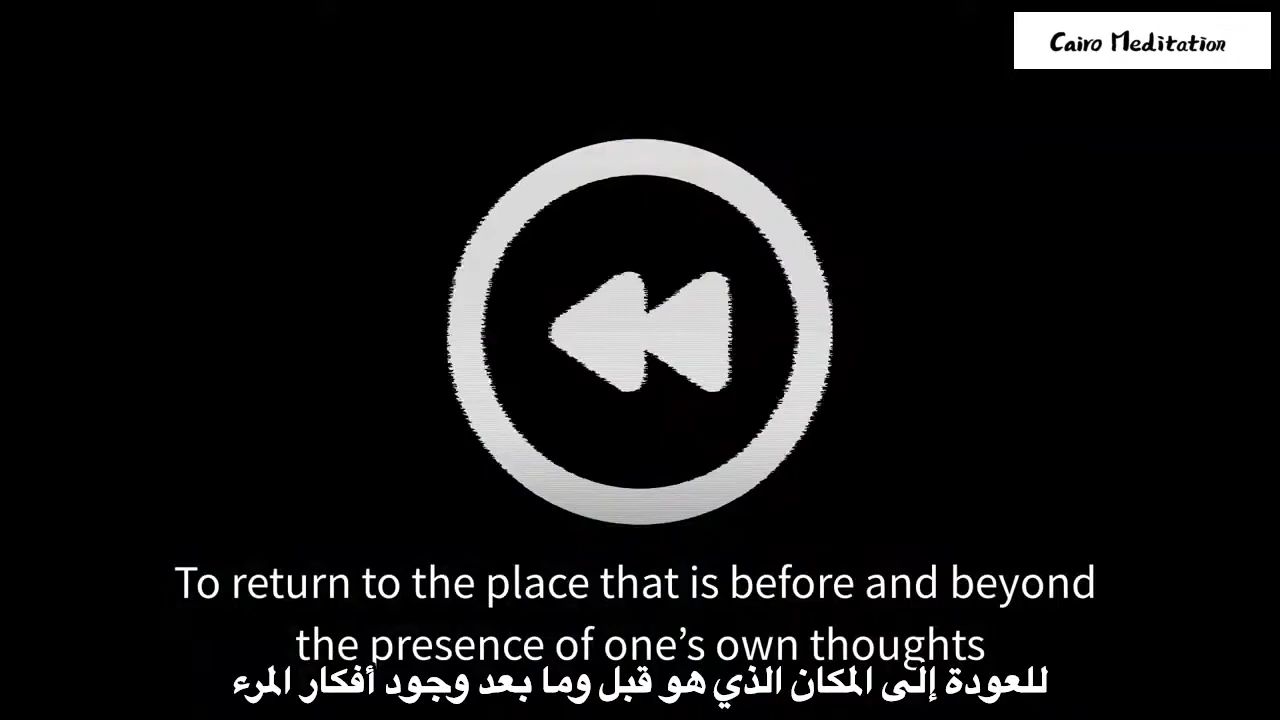 Cairo Meditation
To return to the place that is before and beyond
the presence of one’s own thoughts
للعودة إلى المكان الذي هو قبل وما بعد وجود أفكار المرء